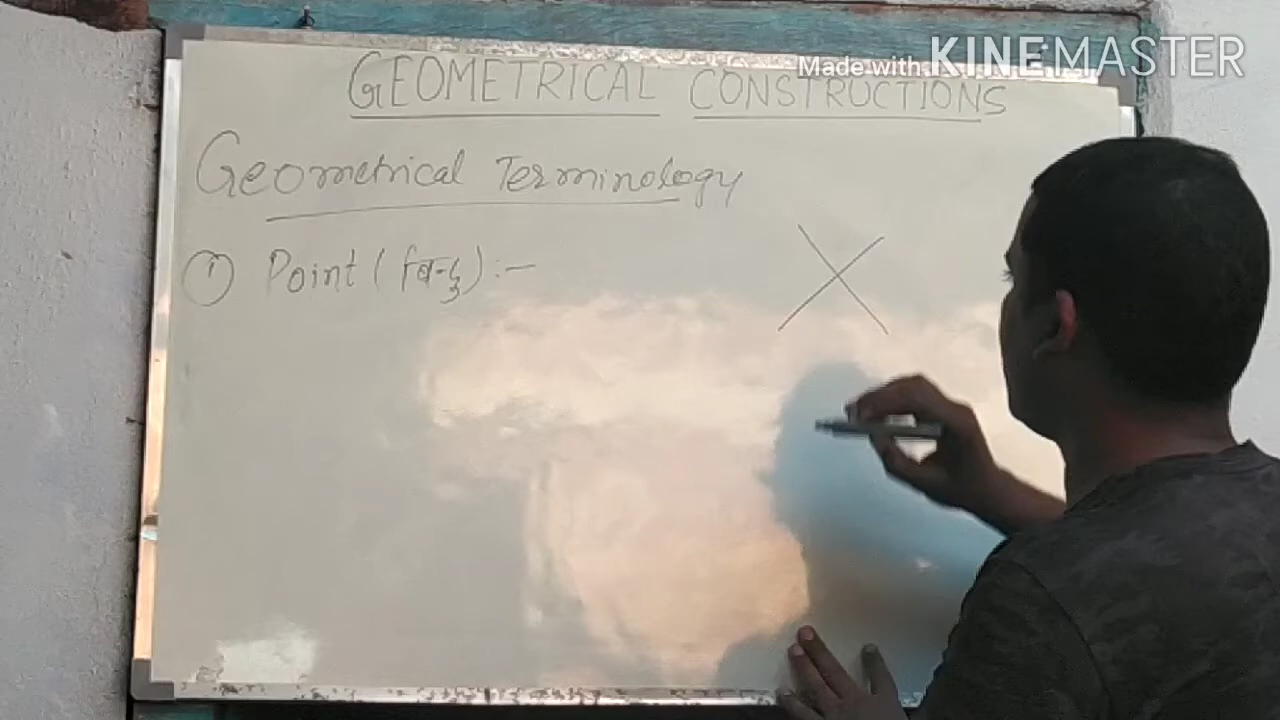 Made with KINEMASTER
GEOMETRICAL CONSTRUCTIONS
Geometrical Terminology
① Point (बिन्दु) :-